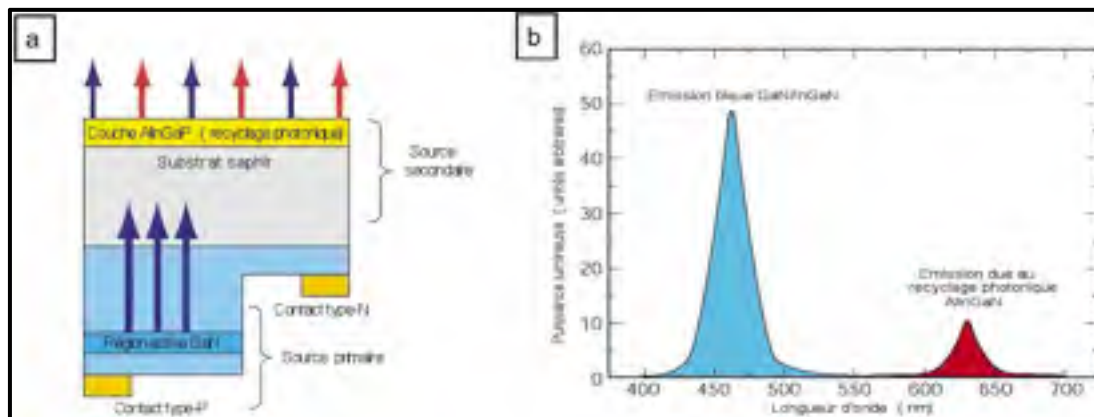 a
Couche AlInGaP ( recyclage photonique)
Substrat saphir
Source
secondaire
Contact type-N
Région active GaN
Source primaire
Contact type-P
b
60
50
40
30
20
10
0
Puissance lumineuse ( unités arbitraires)
Emission bleue GaN/InGaN
Emission due au
recyclage photonique
AlInGaN
400
450
500
550
600
650
700
Longueur d'onde ( nm)